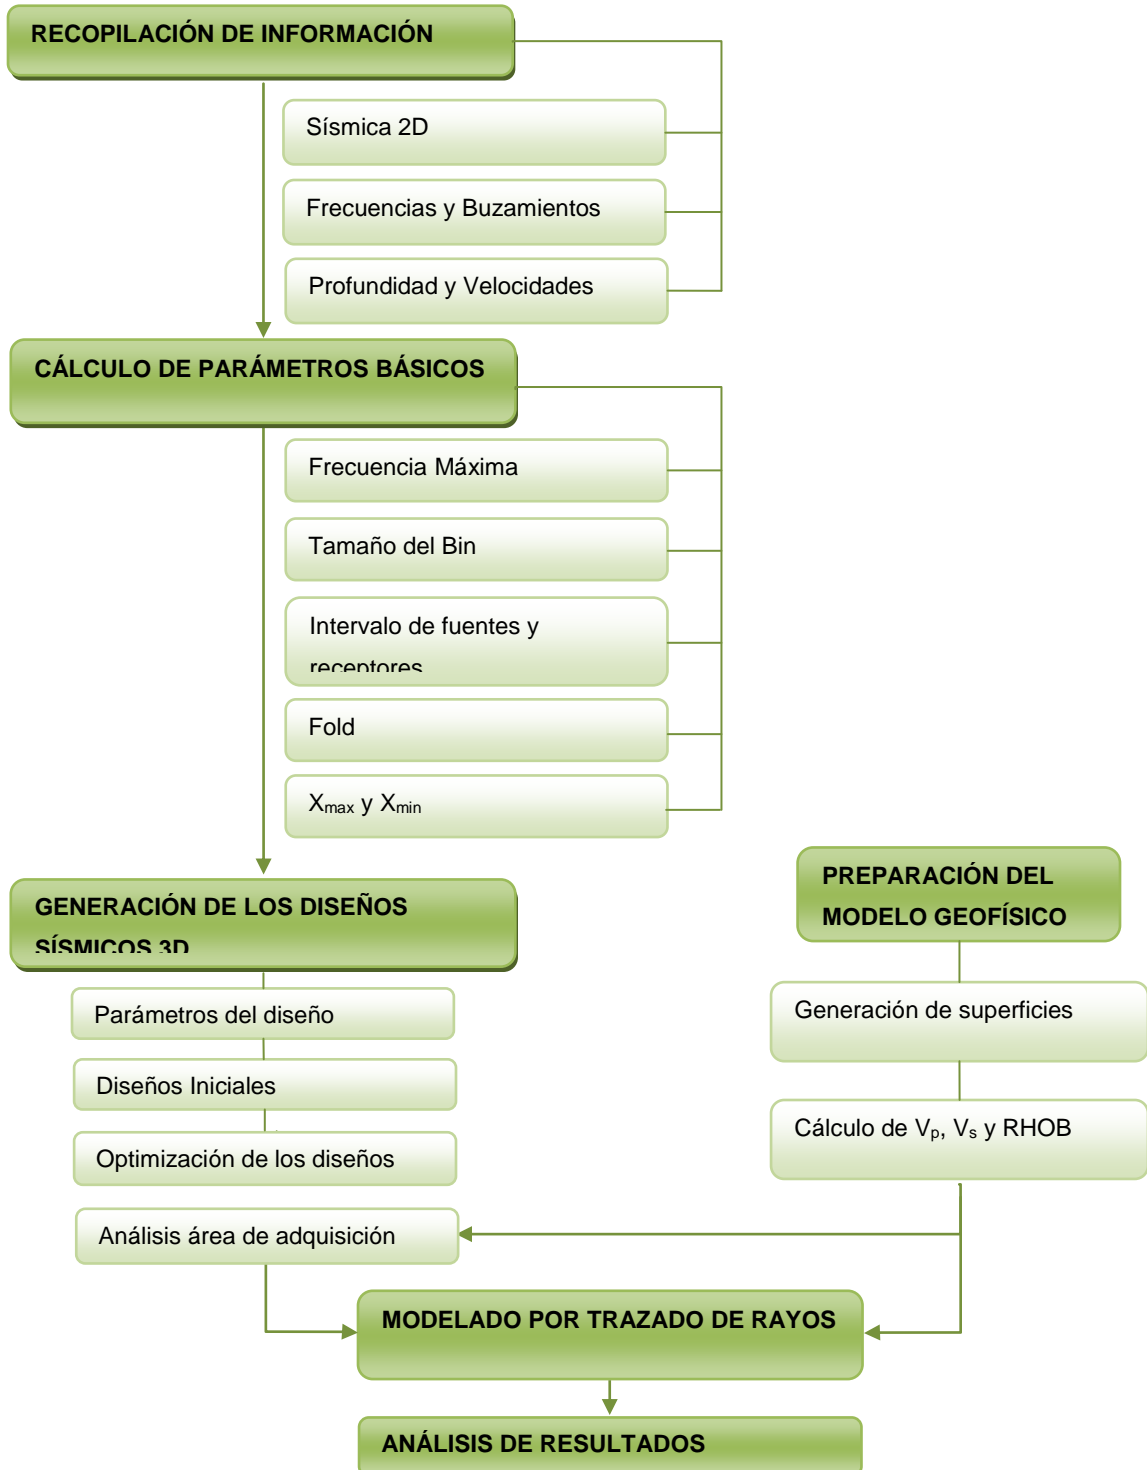 RECOPILACIÓN DE INFORMACIÓN
Sísmica 2D
Frecuencias y Buzamientos
Profundidad y Velocidades
CÁLCULO DE PARÁMETROS BÁSICOS
Frecuencia Máxima
Tamaño del Bin
Intervalo de fuentes y
receptores
Fold
Xmax y Xmin
GENERACIÓN DE LOS DISEÑOS
SÍSMICOS 3D
Parámetros del diseño
Diseños Iniciales
Optimización de los diseños
Análisis área de adquisición
PREPARACIÓN DEL
MODELO GEOFÍSICO
Generación de superficies
Cálculo de Vp, Vs y RHOB
MODELADO POR TRAZADO DE RAYOS
ANÁLISIS DE RESULTADOS